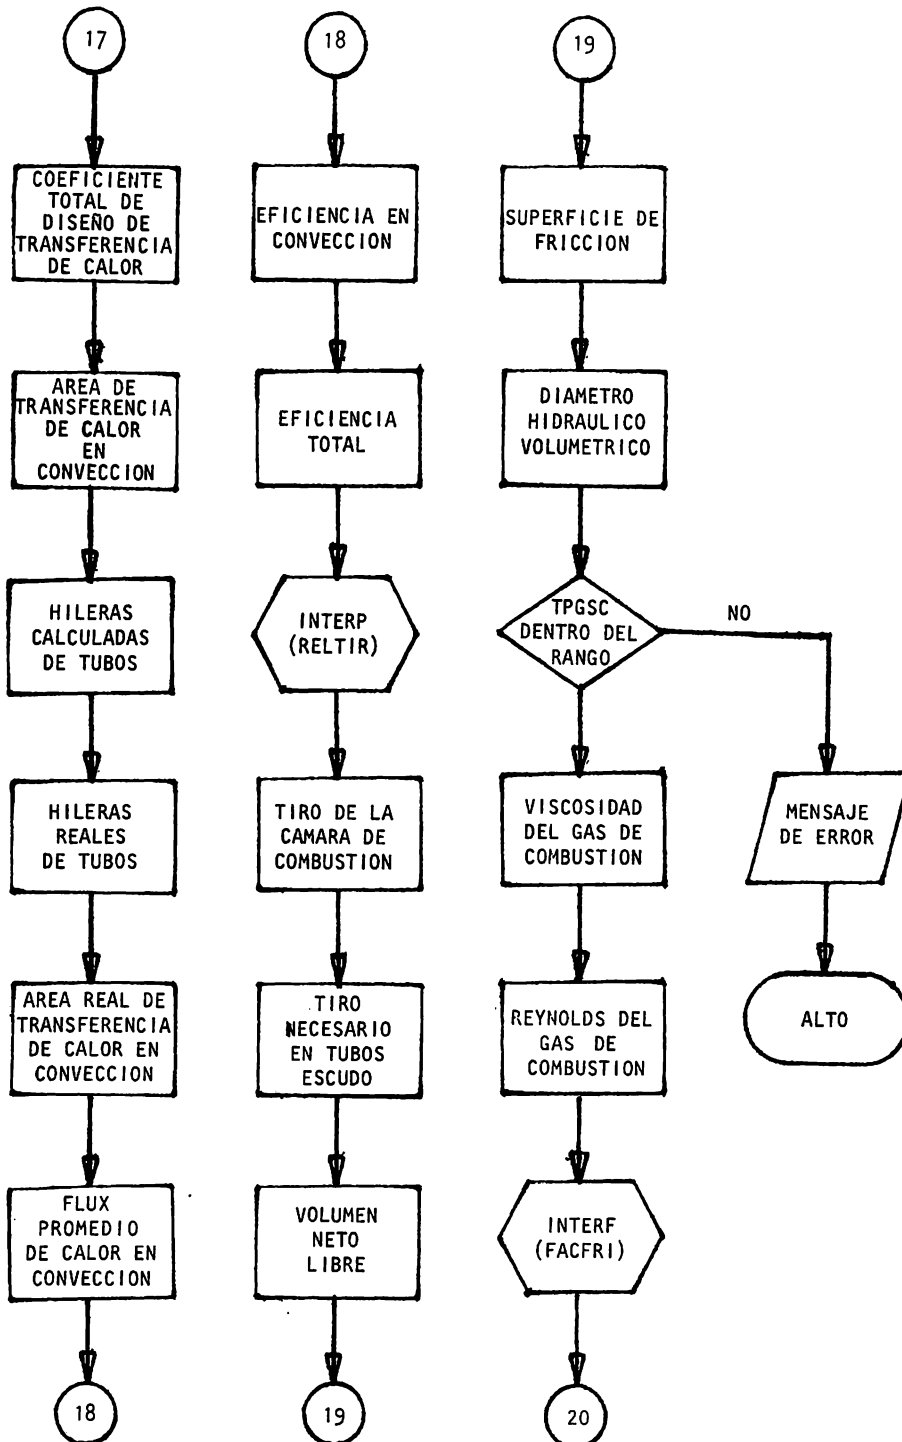 17
COEFICIENTE
TOTAL DE
DISEÑO DE
TRANSFERENCIA
DE CALOR
AREA DE
TRANSFERENCIA
DE CALOR
EN
CONVECCION
HILERAS
CALCULADAS
DE TUBOS
HILERAS
REALES
DE TUBOS
AREA REAL DE
TRANSFERENCIA
DE CALOR EN
CONVECCION
FLUX
PROMEDIO
DE CALOR EN
CONVECCION
18
18
EFICIENCIA EN
CONVECCION
EFICIENCIA
TOTAL
INTERP
(RELTIR)
TIRO DE LA
CAMARA DE
COMBUSTION
TIRO
NECESARIO
EN TUBOS
ESCUDO
VOLUMEN
NETO
LIBRE
19
19
SUPERFICIE DE
FRICCION
DIAMETRO
HIDRAULICO
VOLUMETRICO
TPGSC
DENTRO DEL
RANGO
NO
VISCOSIDAD
DEL GAS DE
COMBUSTION
REYNOLDS DEL
GAS DE
COMBUSTION
INTERF
(FACFRI)
20
MENSAJE
DE ERROR
ALTO